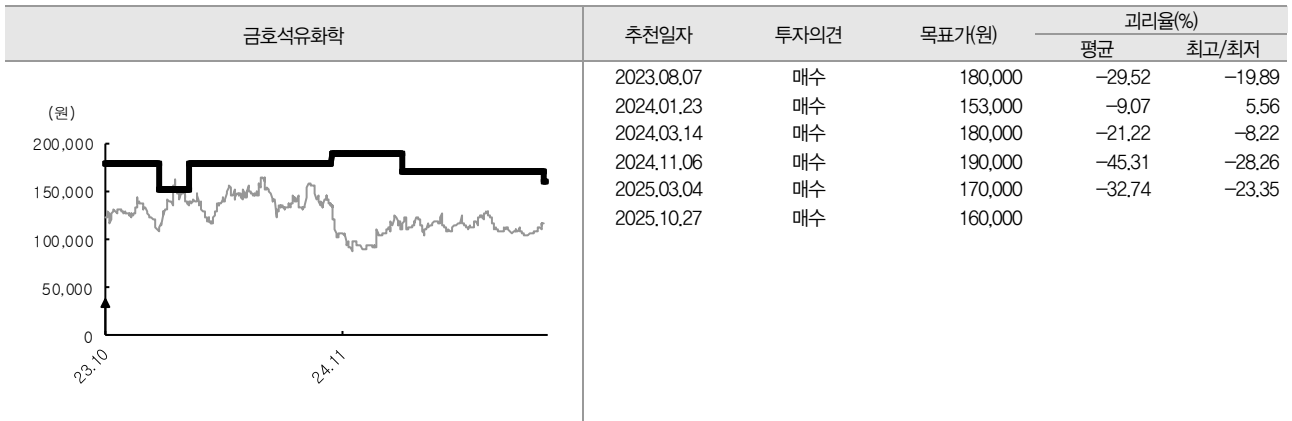 금호석유화학
(원)
200,000
150,000
100,000
50,000
0
23.10
24.11
추천일자 투자의견 목표가(원) 괴리율(%)
평균 최고/최저
2023.08.07 매수 180,000 -29.52 -19.89
2024.01.23 매수 153,000 -9.07 5.56
2024.03.14 매수 180,000 -21.22 -8.22
2024.11.06 매수 190,000 -45.31 -28.26
2025.03.04 매수 170,000 -32.74 -23.35
2025.10.27 매수 160,000